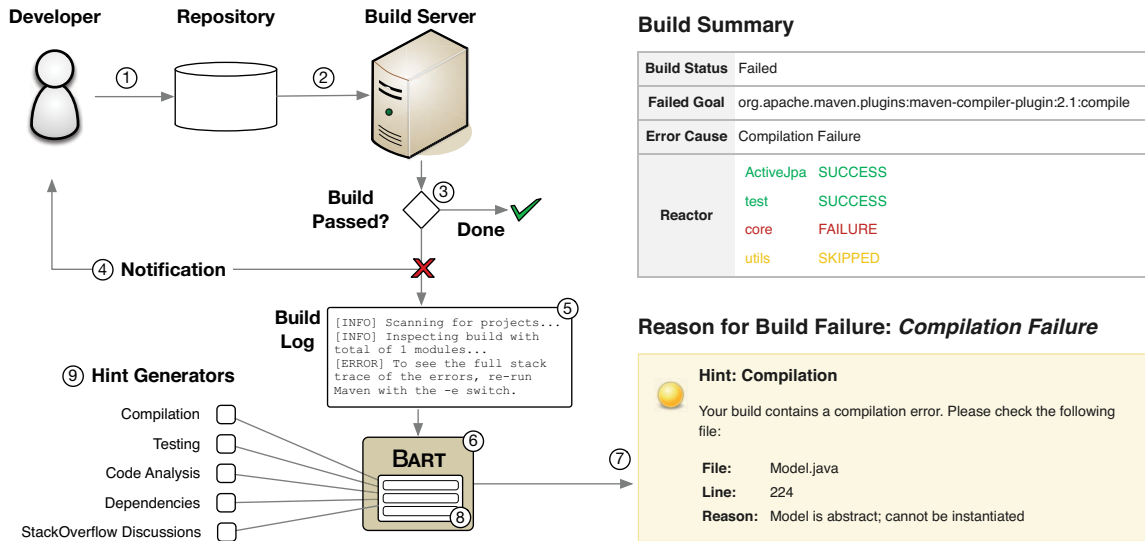 Developer
Repository
Build Server
①
②
Build
Passed?
③
Done
④ Notification
Build
Log
⑤
[INFO] Scanning for projects...
[INFO] Inspecting build with
total of 1 modules...
[ERROR] To see the full stack
trace of the errors, re-run
Maven with the -e switch.
⑨ Hint Generators
Compilation
Testing
Code Analysis
Dependencies
StackOverflow Discussions
⑥
BART
⑧
⑦
Build Summary
Build Status Failed
Failed Goal org.apache.maven.plugins:maven-compiler-plugin:2.1:compile
Error Cause Compilation Failure
Reactor
ActiveJpa SUCCESS
test SUCCESS
core FAILURE
utils SKIPPED
Reason for Build Failure: Compilation Failure
Hint: Compilation
Your build contains a compilation error. Please check the following
file:
File: Model.java
Line: 224
Reason: Model is abstract; cannot be instantiated